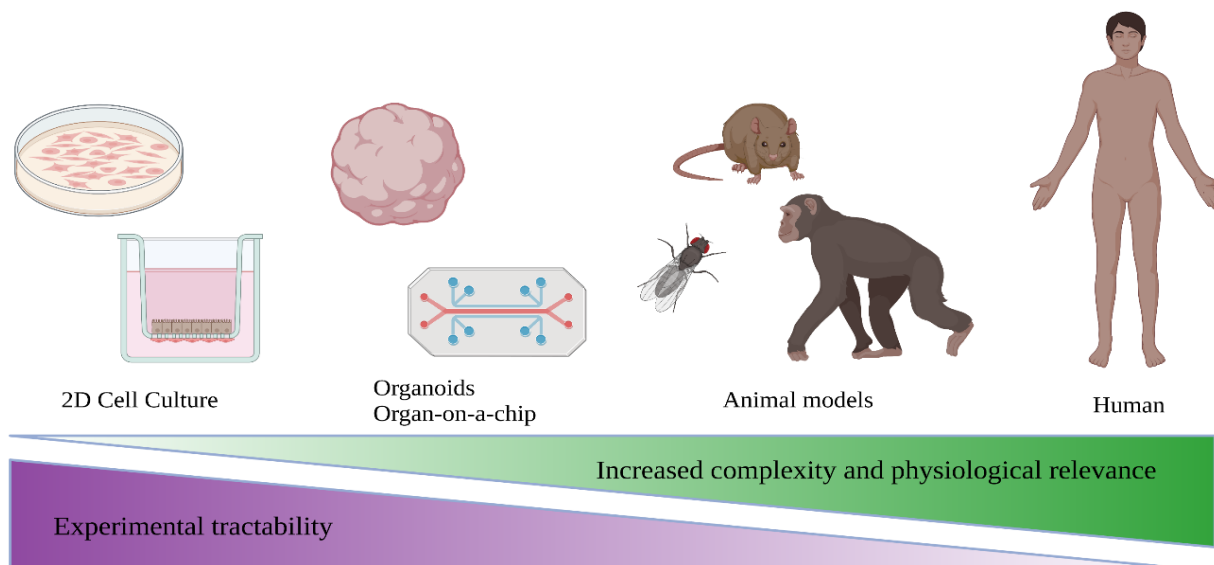 2D Cell Culture
Organoids
Organ-on-a-chip
Animal models
Human
Increased complexity and physiological relevance
Experimental tractability